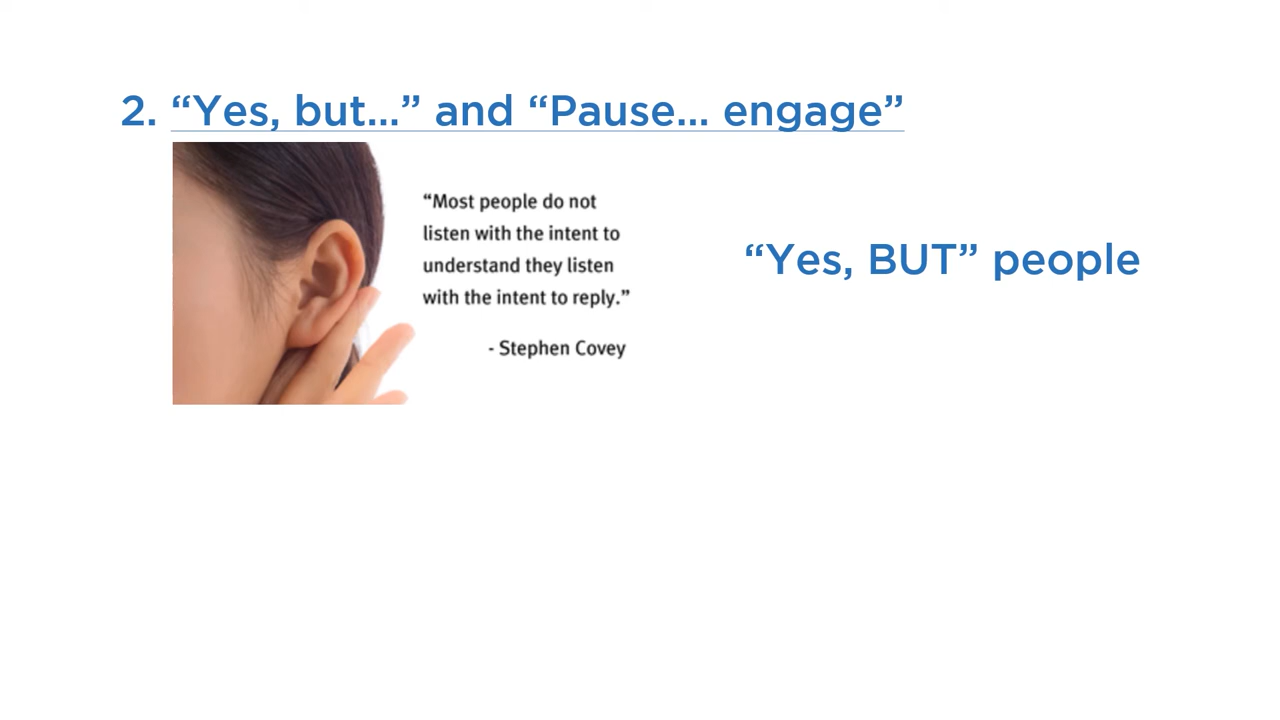 2. “Yes, but...” and “Pause... engage”
“Most people do not
listen with the intent to
understand they listen
with the intent to reply.”
- Stephen Covey
“Yes, BUT” people